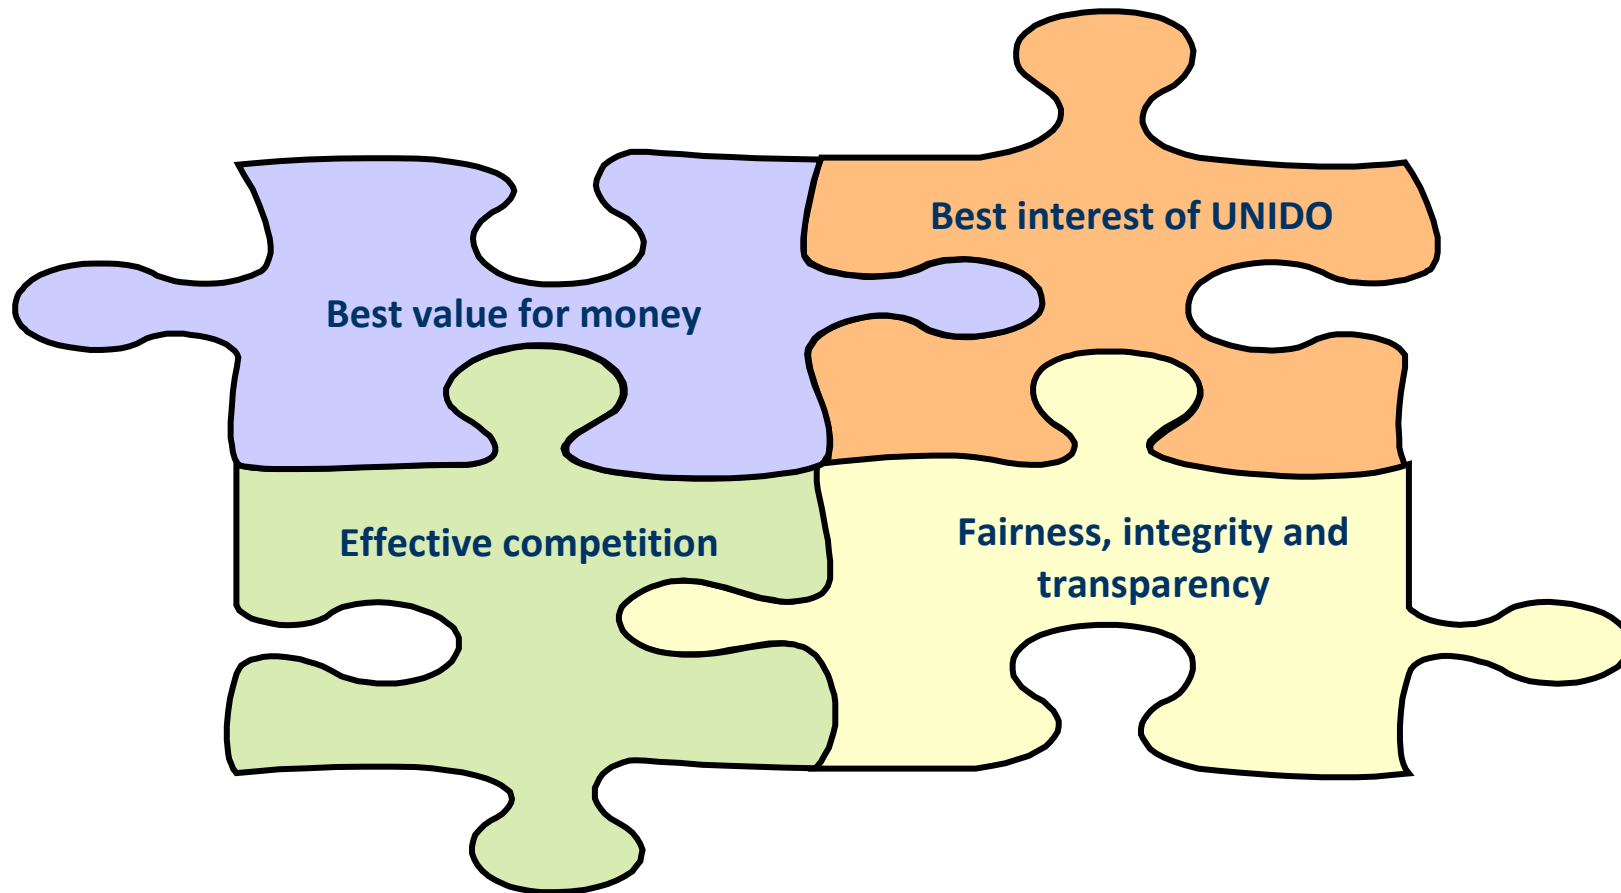 Best interest of UNIDO
Best value for money
Effective competition
Fairness, integrity and
transparency